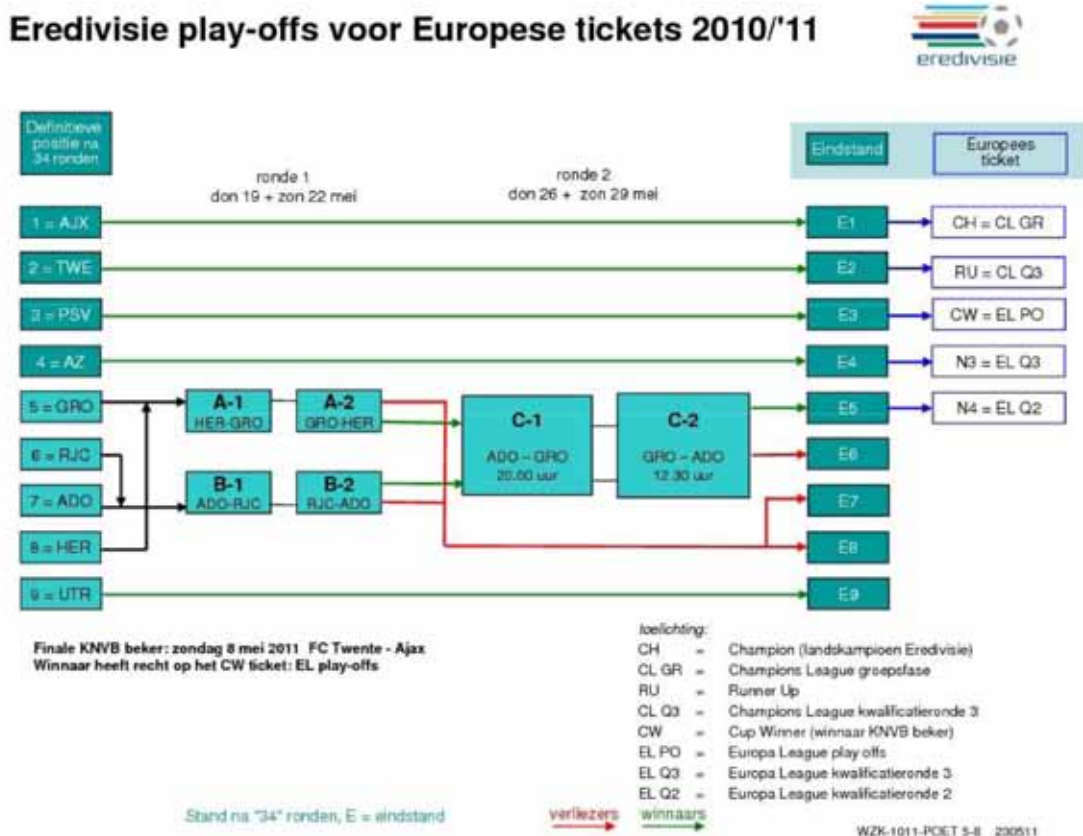 Eredivisie play-offs voor Europese tickets 2010/'11
eredivisie
Definitieve
positie na
34 ronden
ronde 1
don 19 + zon 22 mei
ronde 2
don 26 + zon 29 mei
Eindstand
Europees
ticket
1 = AJX
E1
CH = CL GR
2 = TWE
E2
RU = CL Q3
3 = PSV
E3
CW = EL PO
4 = AZ
E4
N3 = EL Q3
5 = GRO
A-1
HER-GRO
A-2
GRO-HER
C-1
ADO – GRO
20.00 uur
C-2
GRO – ADO
12.30 uur
E5
N4 = EL Q2
6 = RJC
E6
7 = ADO
B-1
ADO-RJC
B-2
RJC-ADO
E7
8 = HER
E8
9 = UTR
E9
Finale KNVB beker: zondag 8 mei 2011 FC Twente - Ajax
Winnaar heeft recht op het CW ticket: EL play-offs
toelichting:
CH = Champion (landskampioen Eredivisie)
CL GR = Champions League groepsfase
RU = Runner Up
CL Q3 = Champions League kwalificatieronde 3
CW = Cup Winner (winnaar KNVB beker)
EL PO = Europa League play offs
EL Q3 = Europa League kwalificatieronde 3
EL Q2 = Europa League kwalificatieronde 2
Stand na "34" ronden, E = eindstand
verliezers
winnaars
WZK-1011-POET 5-8 230511